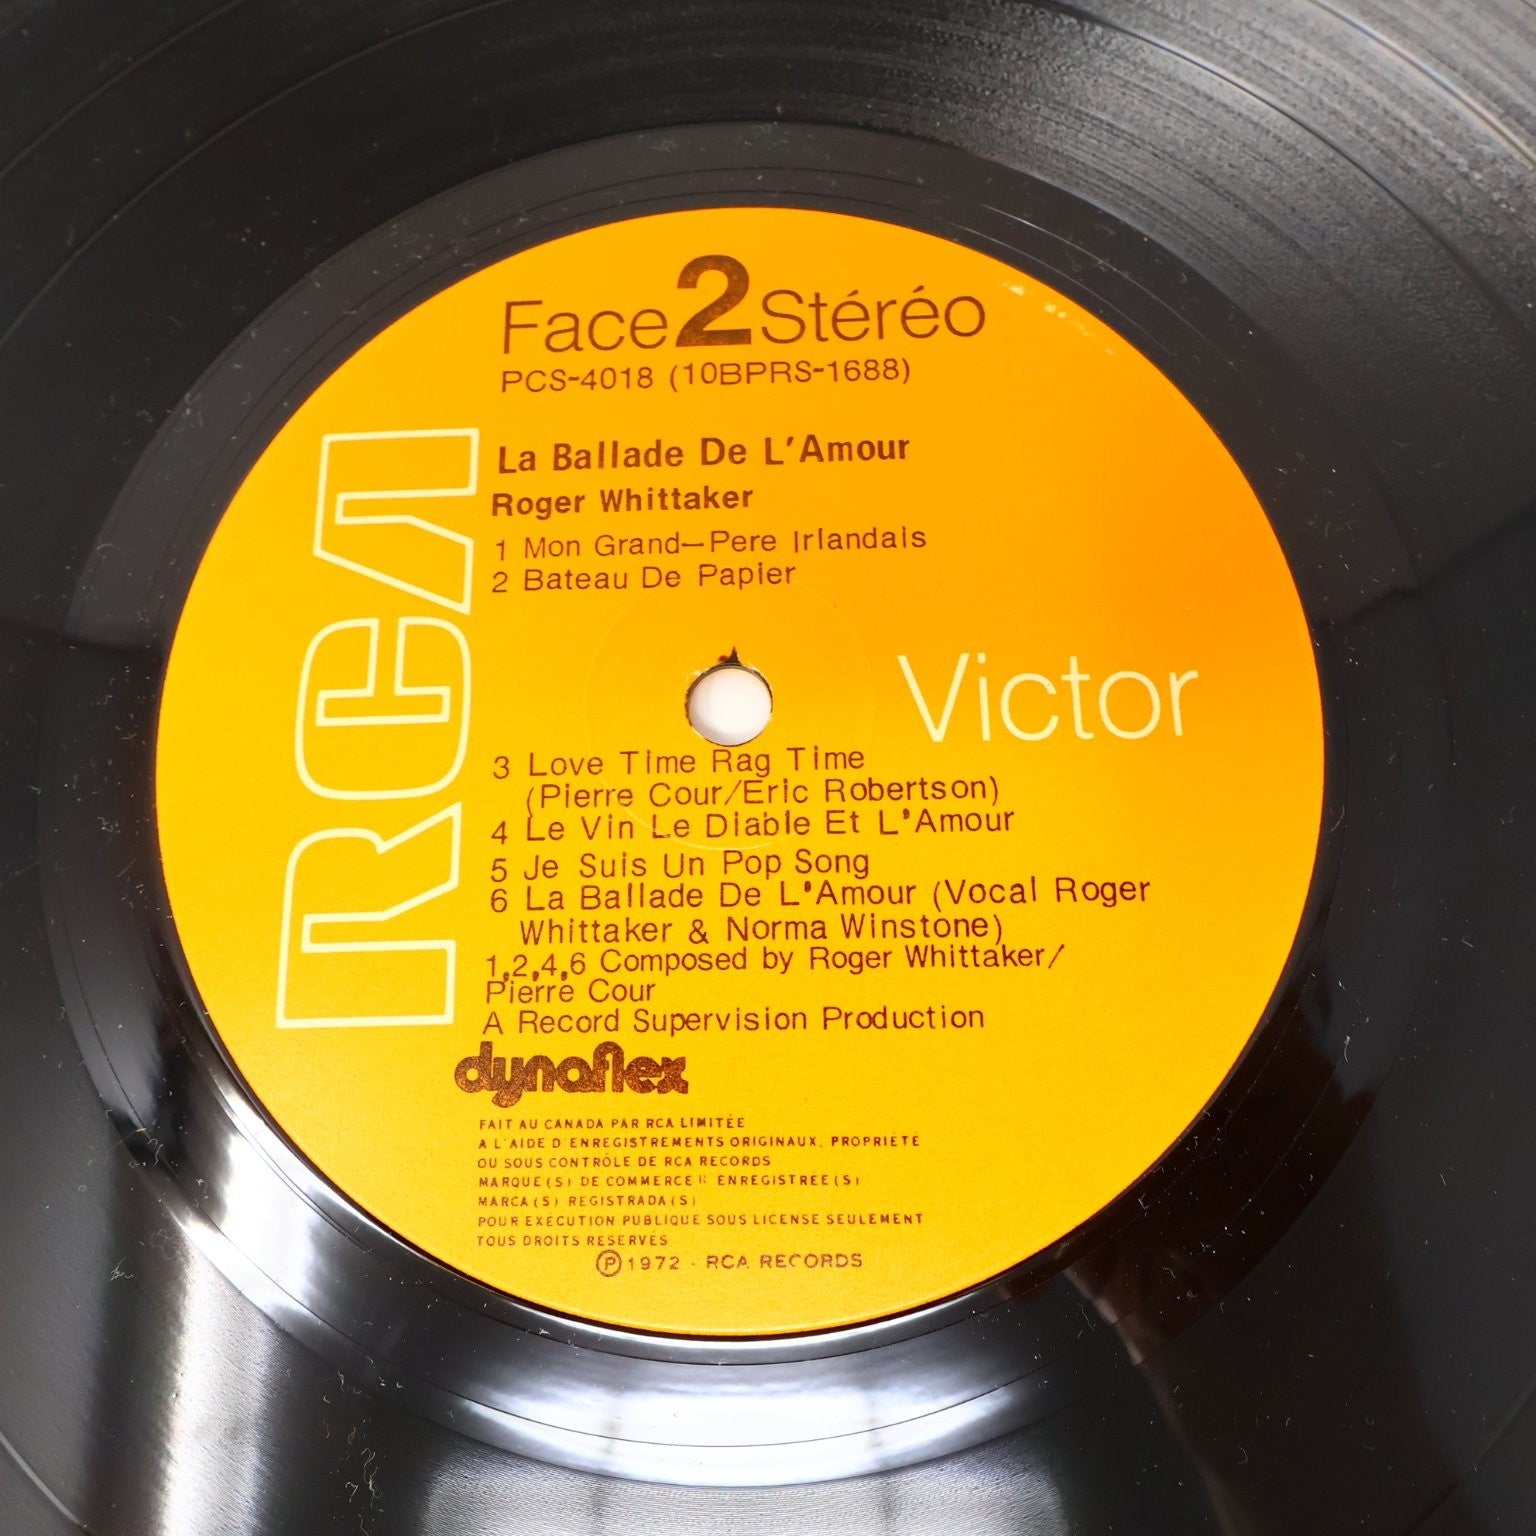 Face 2 Stéréo
PCS-4018 (10BPRS-1688)
La Ballade De L'Amour
Roger Whittaker
1 Mon Grand-Pere Irlandais
2 Bateau De Papier
RCA
Victor
3 Love Time Rag Time
(Pierre Cour/Eric Robertson)
4 Le Vin Le Diable Et L'Amour
5 Je Suis Un Pop Song
6 La Ballade De L'Amour (Vocal Roger
Whittaker & Norma Winstone)
1,2,4,6 Composed by Roger Whittaker/
Pierre Cour
A Record Supervision Production
dynaflex
FAIT AU CANADA PAR RCA LIMITÉE
A L'AIDE D'ENREGISTREMENTS ORIGINAUX, PROPRIÉTÉ
OU SOUS CONTRÔLE DE RCA RECORDS
MARQUE(S) DE COMMERCE ENREGISTRÉE(S)
MARCA(S) REGISTRADA(S)
POUR EXÉCUTION PUBLIQUE SOUS LICENSE SEULEMENT
TOUS DROITS RESERVÉS
Ⓟ 1972 - RCA RECORDS